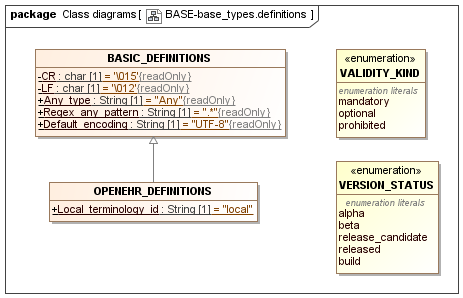 package Class diagrams[ BASE-base_types.definitions ]
BASIC_DEFINITIONS
-CR : char [1] = '\015'{readOnly}
-LF : char [1] = '\012'{readOnly}
+Any_type : String [1] = "Any"{readOnly}
+Regex_any_pattern : String [1] = ".*"{readOnly}
+Default_encoding : String [1] = "UTF-8"{readOnly}
OPENEHR_DEFINITIONS
+Local_terminology_id : String [1] = "local"
«enumeration»
VALIDITY_KIND
enumeration literals
mandatory
optional
prohibited
«enumeration»
VERSION_STATUS
enumeration literals
alpha
beta
release_candidate
released
build